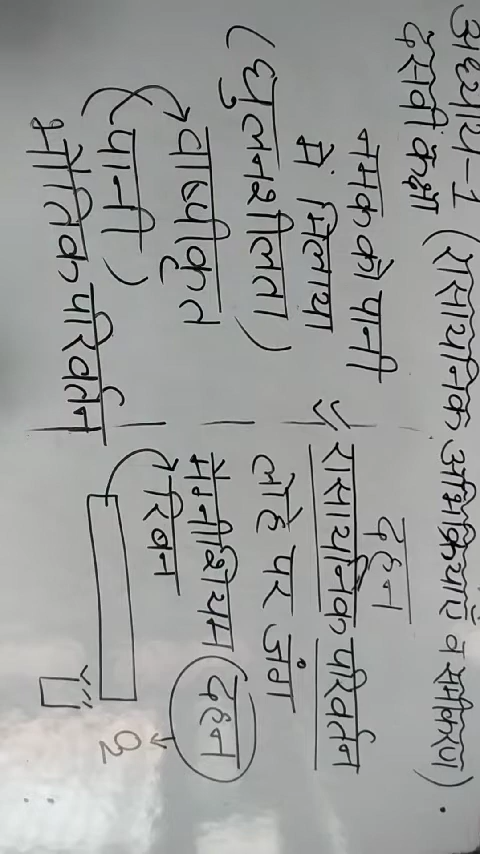 अध्याय-1 (रासायनिक अभिक्रियाएँ व समीकरण).
दसवीं कक्षा
नमक को पानी
में मिलाया
(घुलनशीलता)
वाष्पीकृत
(पानी)
भौतिक परिवर्तन
दहन
रासायनिक परिवर्तन
लोहे पर जंग
मैग्नीशियम दहन
रिबन
O2